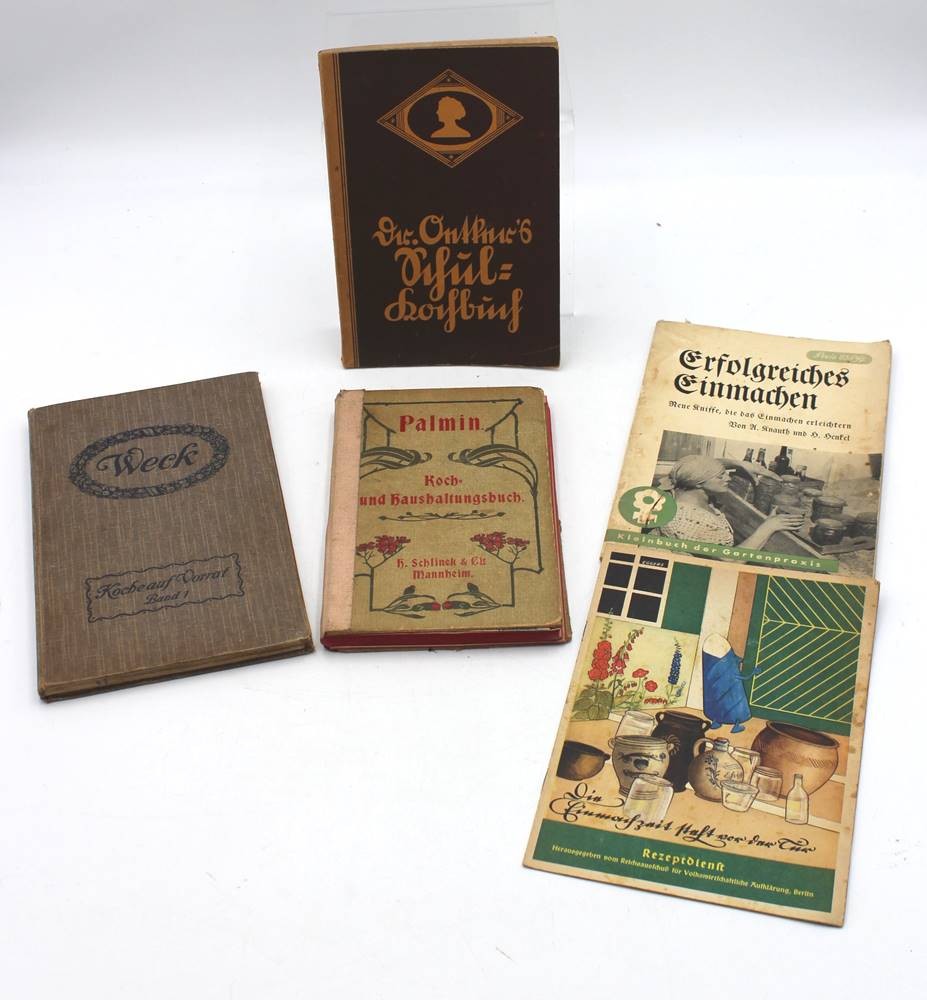 Dr. Oetker's
Schul-
Kochbuch
Weck
Koche auf Vorrat
Band 1
Palmin.
Koch-
und Haushaltungsbuch.
H. Schlinck & Cie
Mannheim.
Preis
Erfolgreiches
Einmachen
Neue Kniffe, die das Einmachen erleichtern
Von A. Knauth und H. Henkel
Kleinbuch der Gartenpraxis
Die
Einmachzeit steht vor der Tür
Rezeptdienst
Herausgegeben vom Reichsausschuß für Volkswirtschaftliche Aufklärung, Berlin